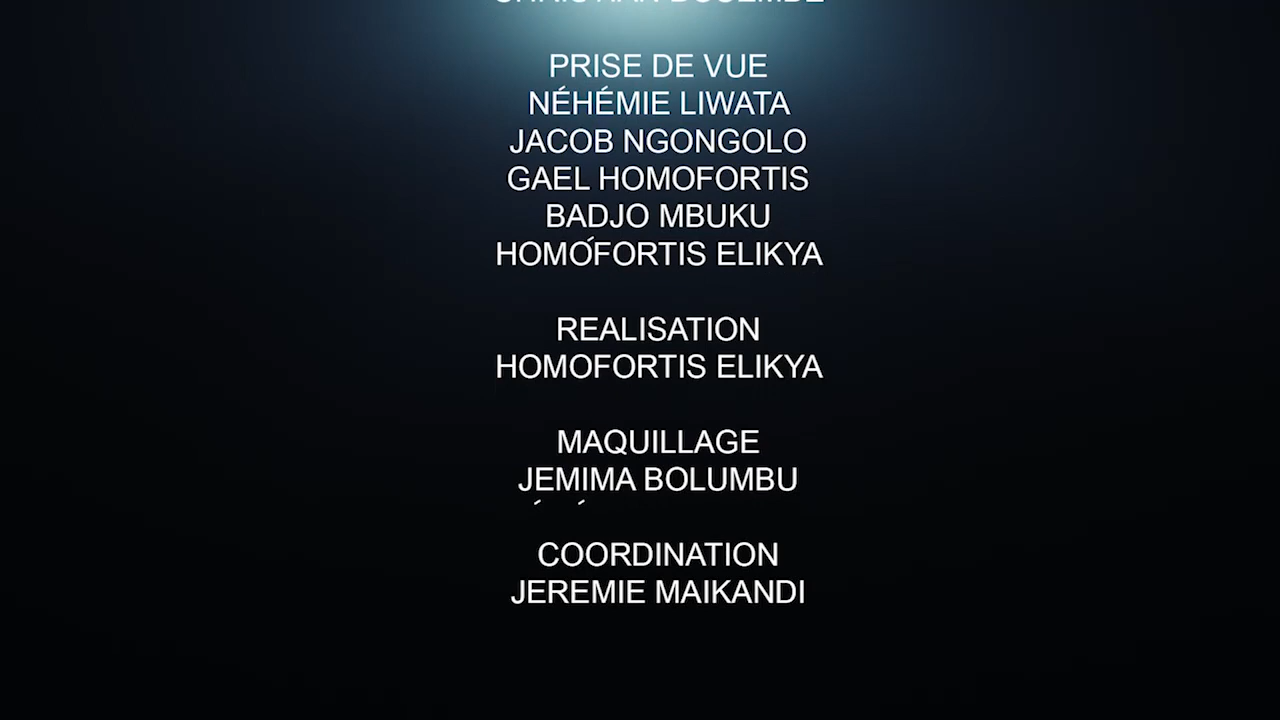 PRISE DE VUE
NÉHÉMIE LIWATA
JACOB NGONGOLO
GAEL HOMOFORTIS
BADJO MBUKU
HOMOFORTIS ELIKYA
REALISATION
HOMOFORTIS ELIKYA
MAQUILLAGE
JEMIMA BOLUMBU
COORDINATION
JEREMIE MAIKANDI